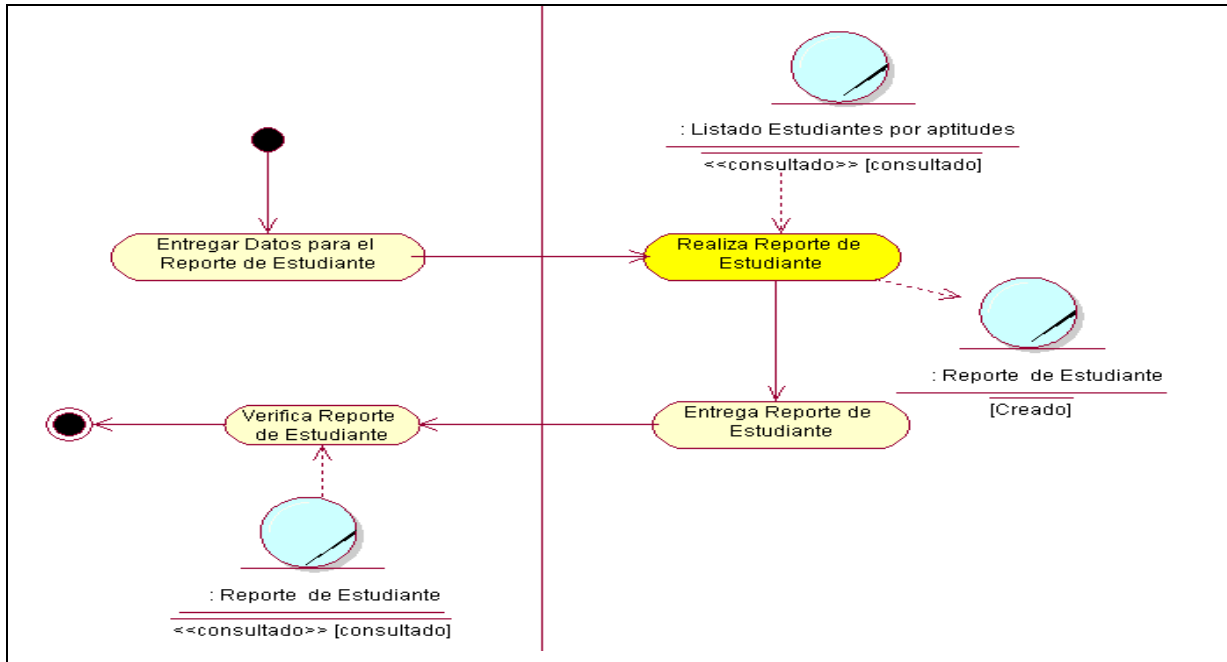 : Listado Estudiantes por aptitudes
<<consultado>> [consultado]
Entregar Datos para el
Reporte de Estudiante
Realiza Reporte de
Estudiante
: Reporte de Estudiante
[Creado]
Verifica Reporte
de Estudiante
Entrega Reporte de
Estudiante
: Reporte de Estudiante
<<consultado>> [consultado]